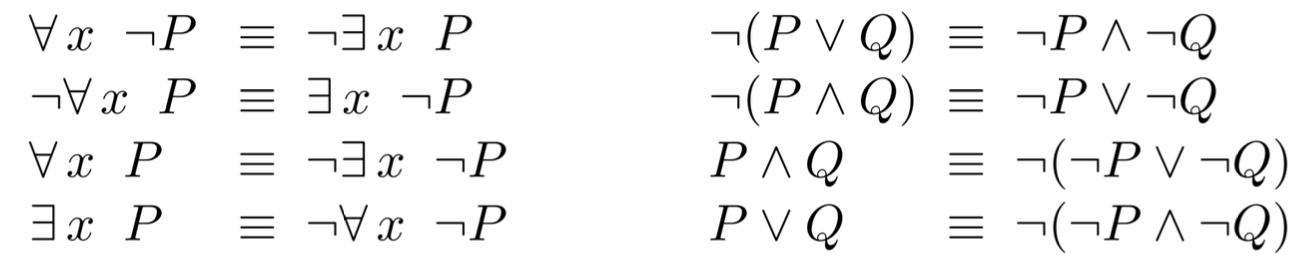 ∀x ¬P ≡ ¬∃x P ¬(P ∨ Q) ≡ ¬P ∧ ¬Q
¬∀x P ≡ ∃x ¬P ¬(P ∧ Q) ≡ ¬P ∨ ¬Q
∀x P ≡ ¬∃x ¬P P ∧ Q ≡ ¬(¬P ∨ ¬Q)
∃x P ≡ ¬∀x ¬P P ∨ Q ≡ ¬(¬P ∧ ¬Q)